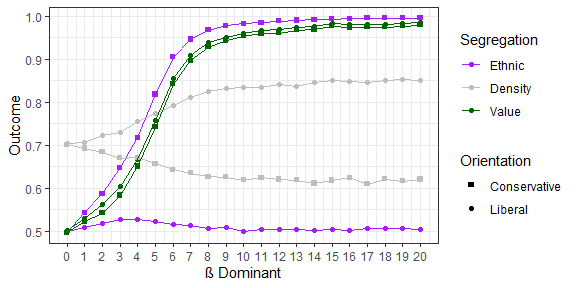 1.0
0.9
0.8
0.7
0.6
0.5
Outcome
0 1 2 3 4 5 6 7 8 9 10 11 12 13 14 15 16 17 18 19 20
ß Dominant
Segregation
Ethnic
Density
Value
Orientation
Conservative
Liberal